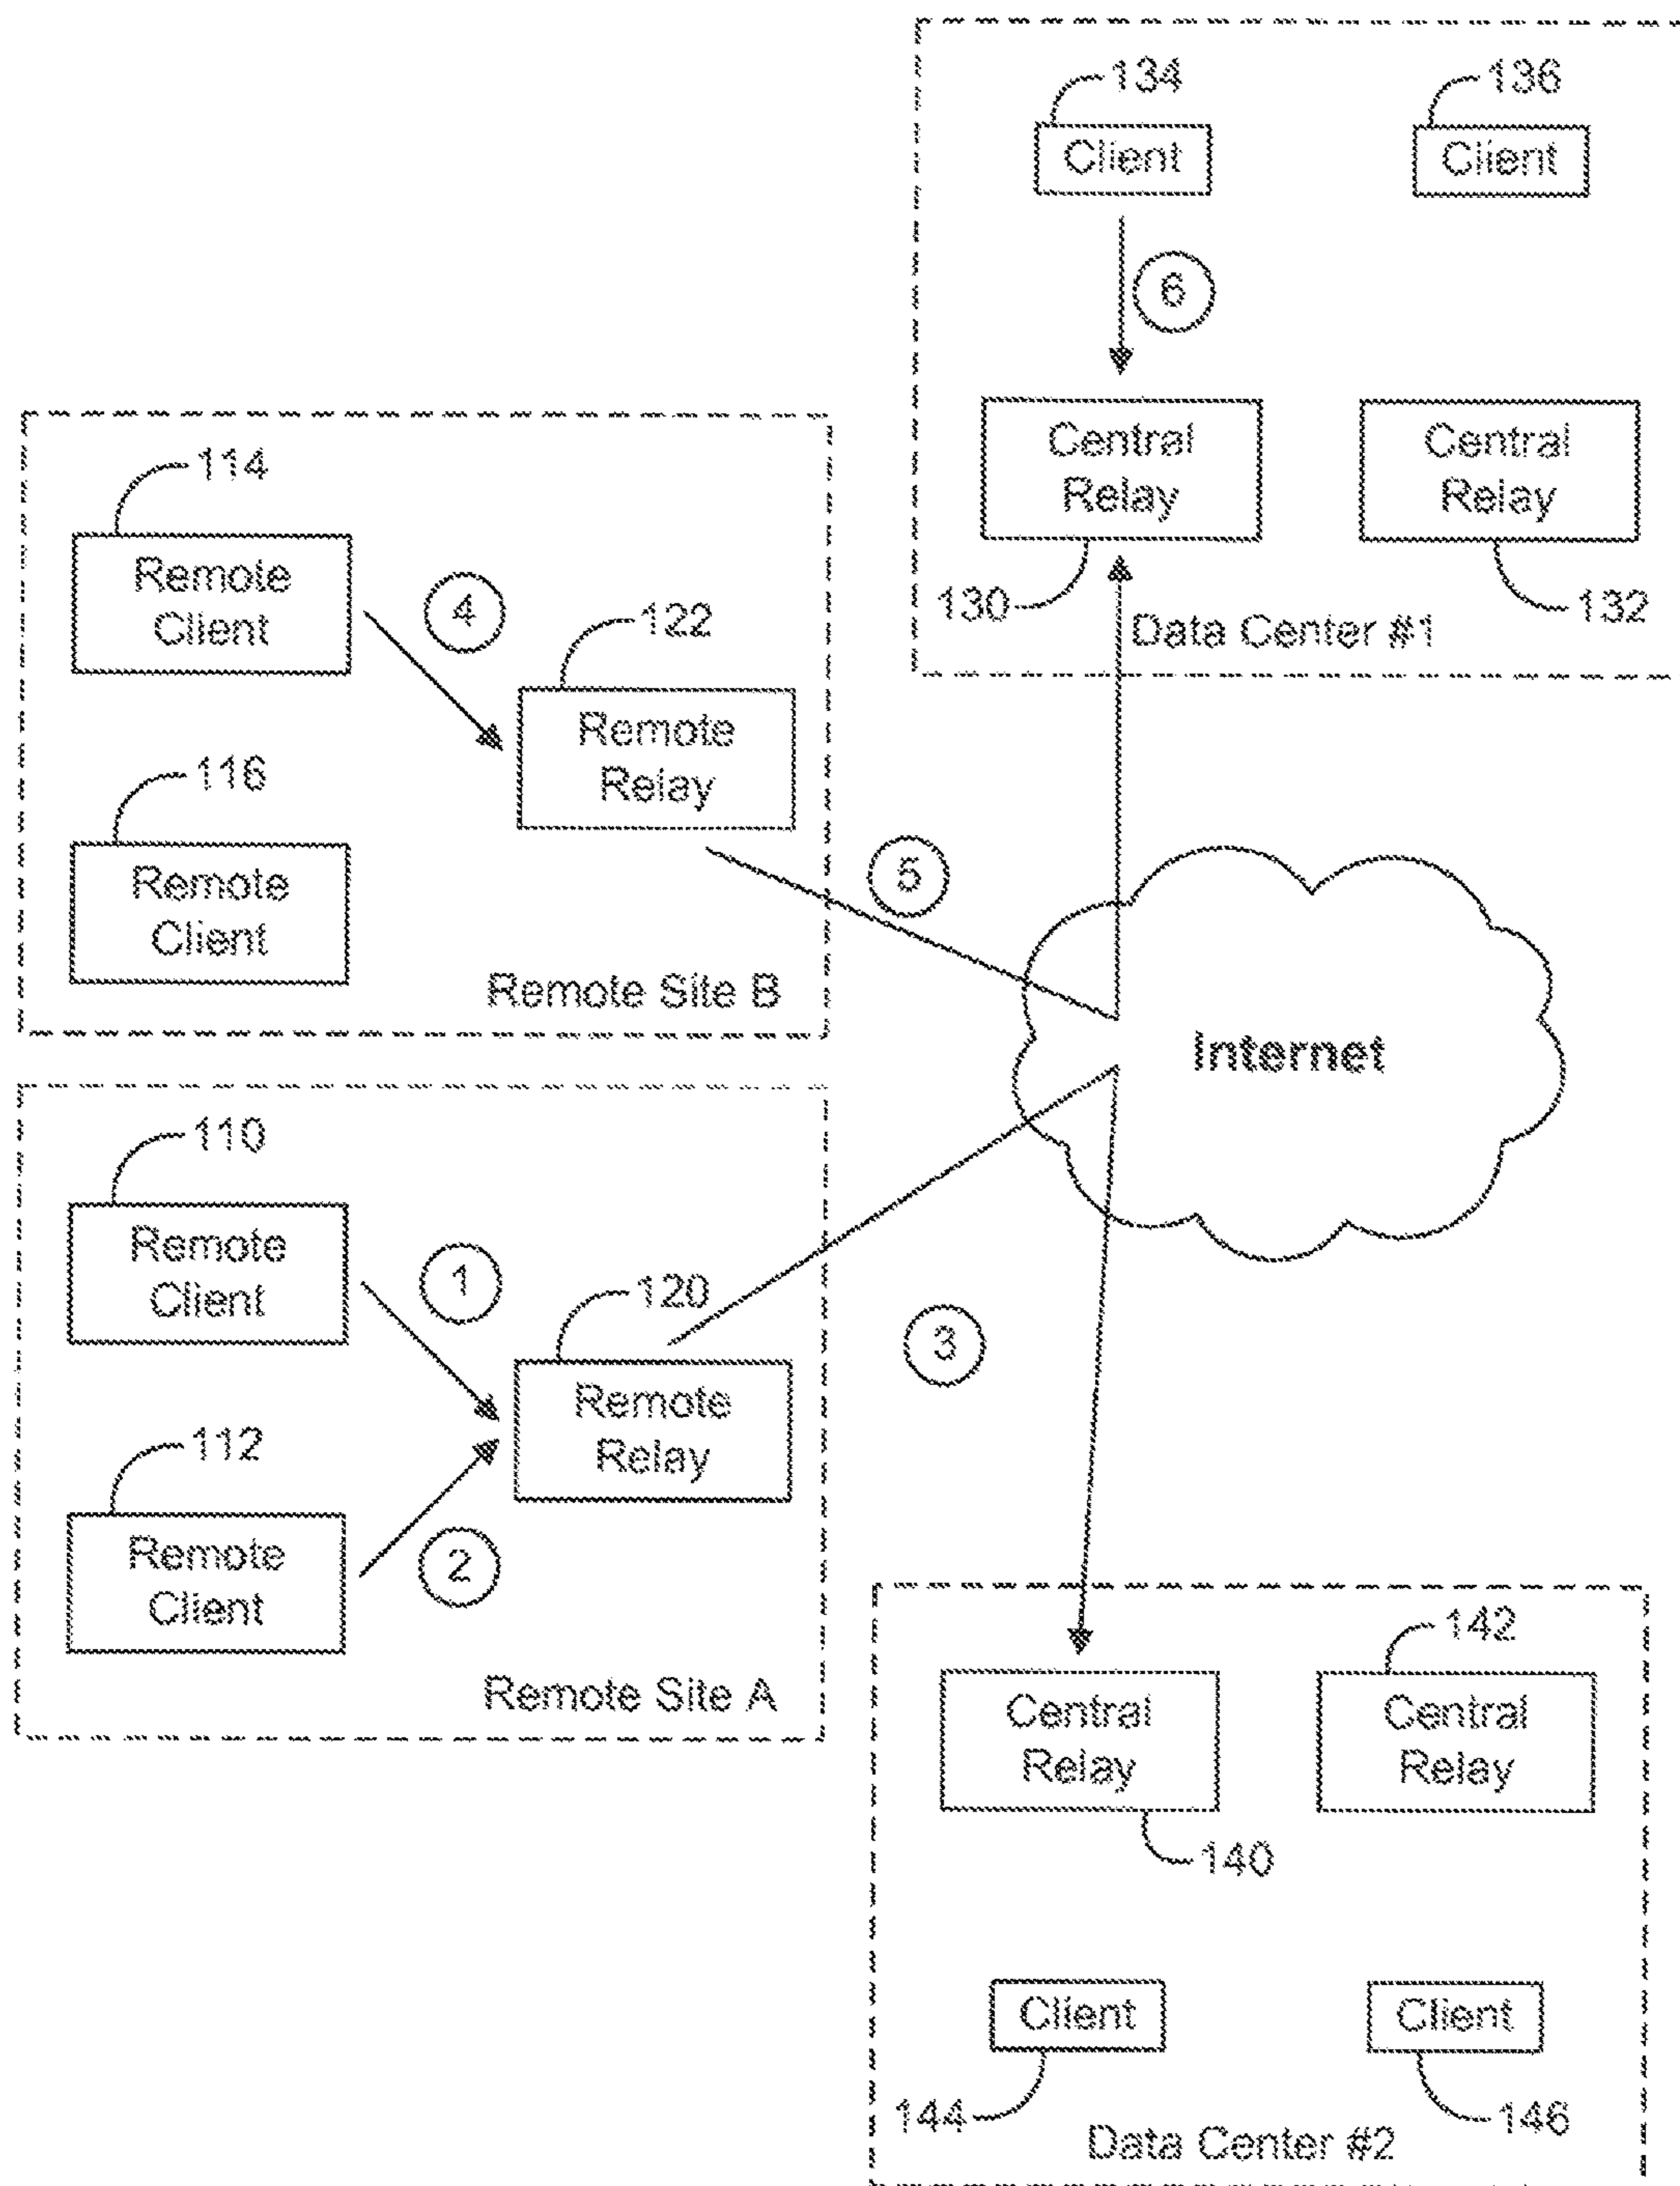 134
136
Client
Client
6
Central
Relay
Central
Relay
130
132
Data Center #1
114
Remote
Client
4
122
Remote
Relay
116
Remote
Client
Remote Site B
5
Internet
110
Remote
Client
1
120
Remote
Relay
3
112
Remote
Client
2
Remote Site A
142
Central
Relay
Central
Relay
140
Client
Client
144
146
Data Center #2